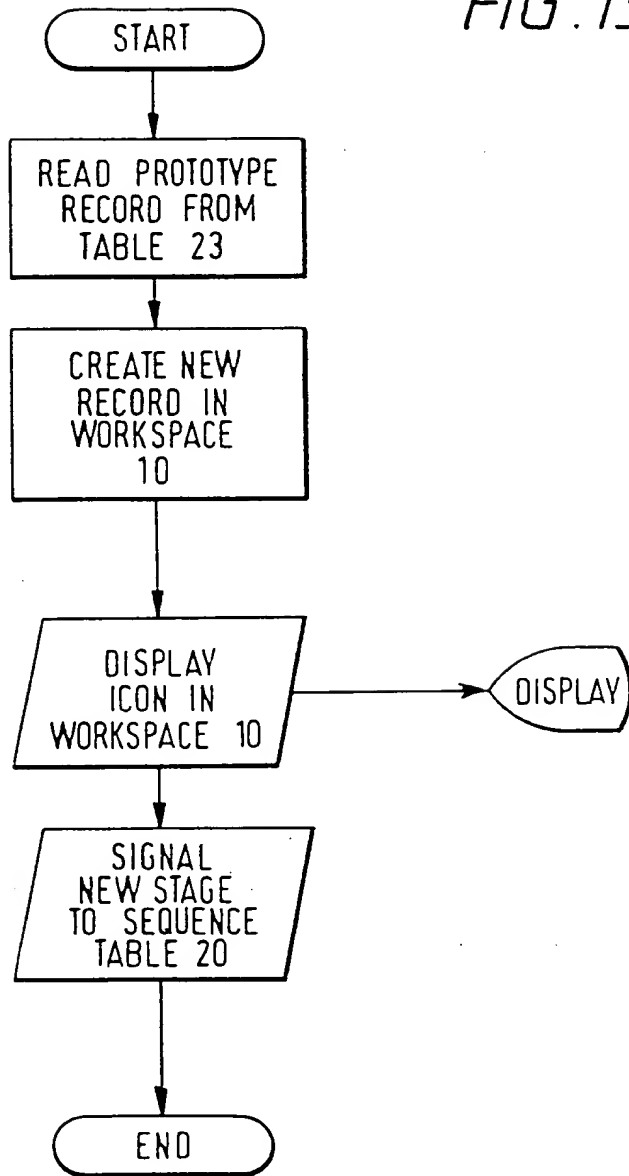 FIG. 13
START
READ PROTOTYPE
RECORD FROM
TABLE 23
CREATE NEW
RECORD IN
WORKSPACE
10
DISPLAY
ICON IN
WORKSPACE 10
DISPLAY
SIGNAL
NEW STAGE
TO SEQUENCE
TABLE 20
END